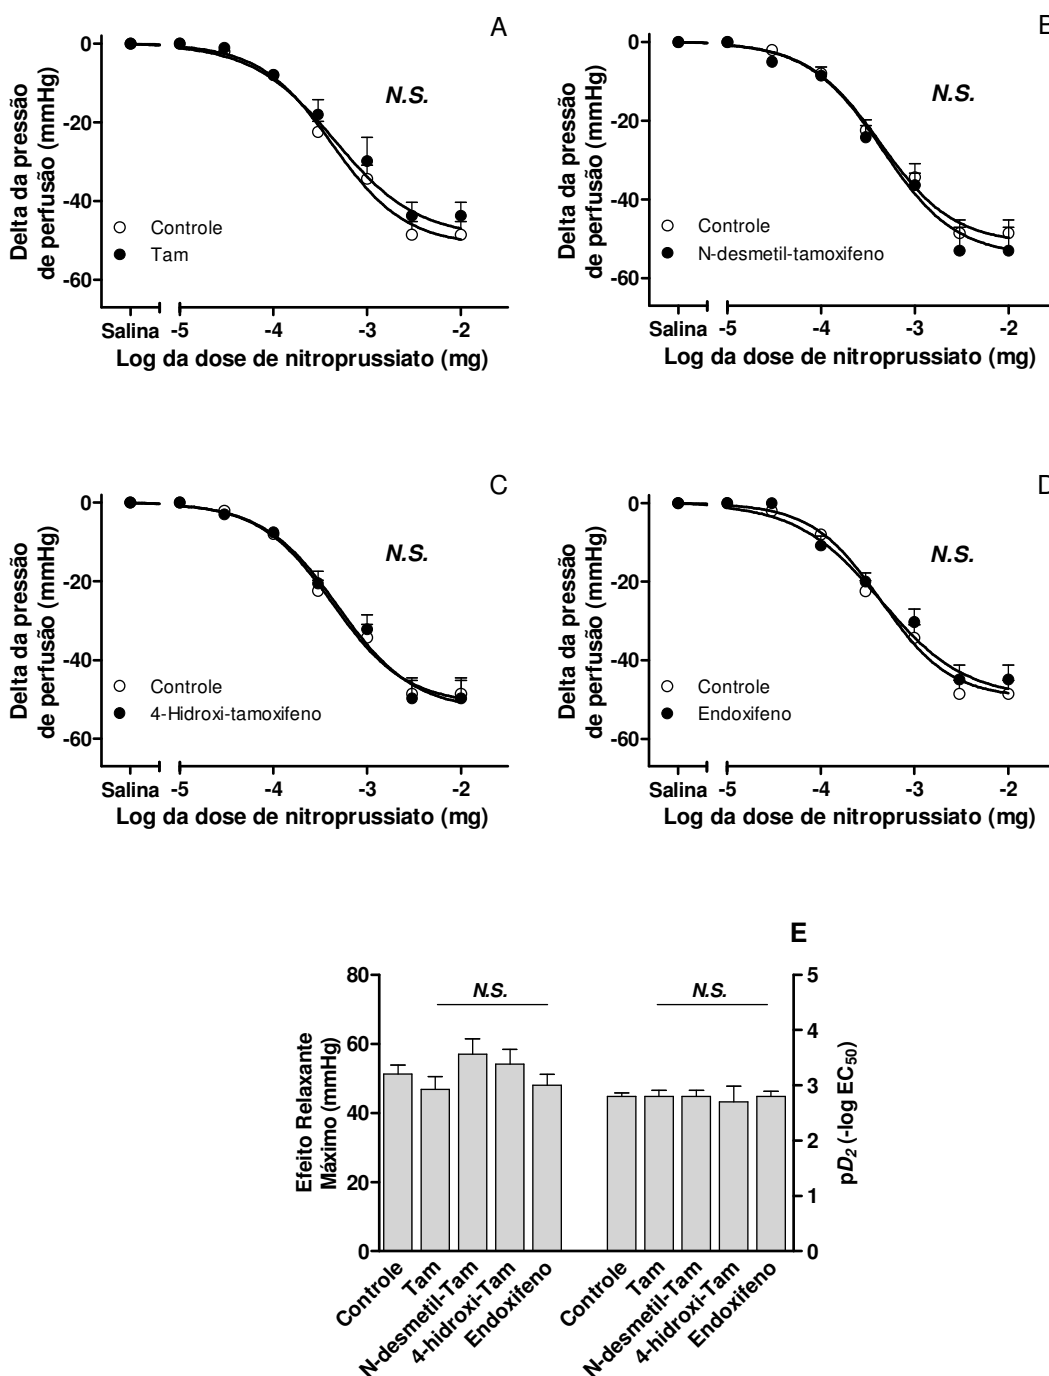 A
0
-20
-40
-60
Delta da pressão
de perfusão (mmHg)
N.S.
Controle
Tam
Salina -5 -4 -3 -2
Log da dose de nitroprussiato (mg)
0
-20
-40
-60
Delta da pressão
de perfusão (mmHg)
N.S.
Controle
N-desmetil-tamoxifeno
Salina -5 -4 -3 -2
Log da dose de nitroprussiato (mg)
C
0
-20
-40
-60
Delta da pressão
de perfusão (mmHg)
N.S.
Controle
4-Hidroxi-tamoxifeno
Salina -5 -4 -3 -2
Log da dose de nitroprussiato (mg)
D
0
-20
-40
-60
Delta da pressão
de perfusão (mmHg)
N.S.
Controle
Endoxifeno
Salina -5 -4 -3 -2
Log da dose de nitroprussiato (mg)
E
80
60
40
20
0
Efeito Relaxante
Máximo (mmHg)
N.S.
N.S.
5
4
3
2
1
0
pD2 (-log EC50)
Controle
Tam
N-desmetil-Tam
4-hidroxi-Tam
Endoxifeno
Controle
Tam
N-desmetil-Tam
4-hidroxi-Tam
Endoxifeno